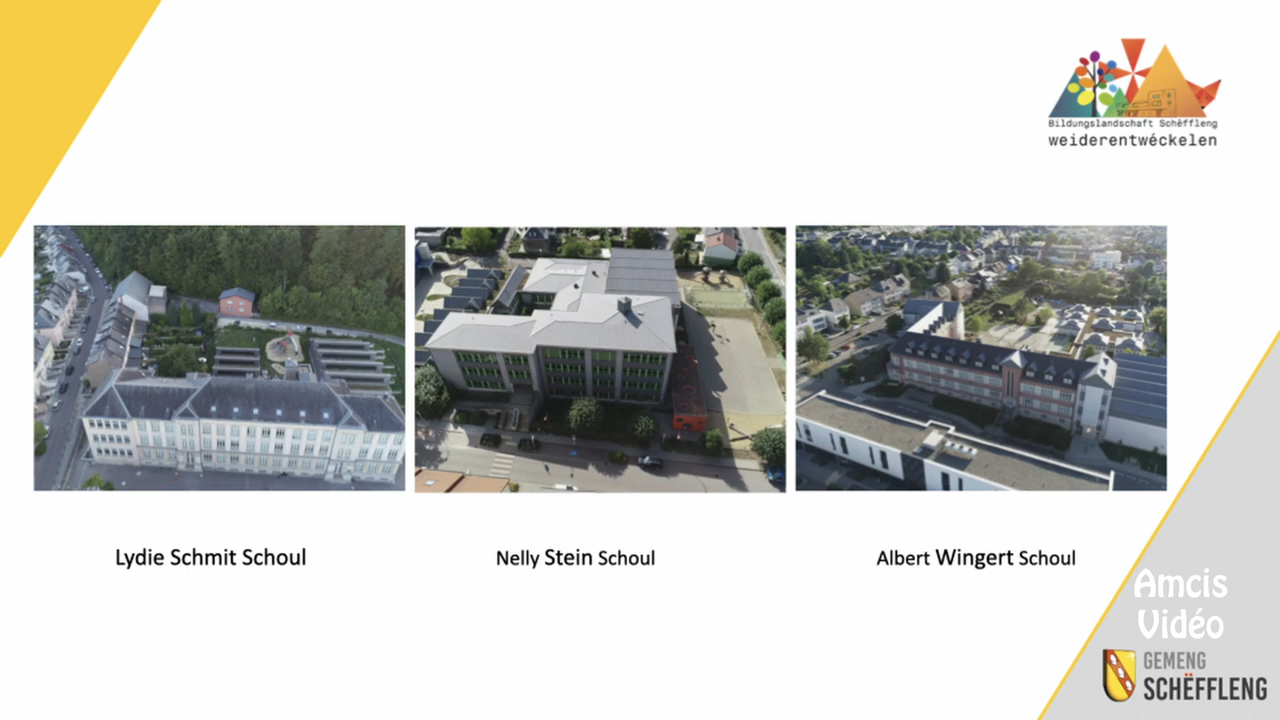 Bildungslandschaft Schëffleng
weiderentwéckelen
Lydie Schmit Schoul
Nelly Stein Schoul
Albert Wingert Schoul
Amcis
Vidéo
GEMENG
SCHËFFLENG